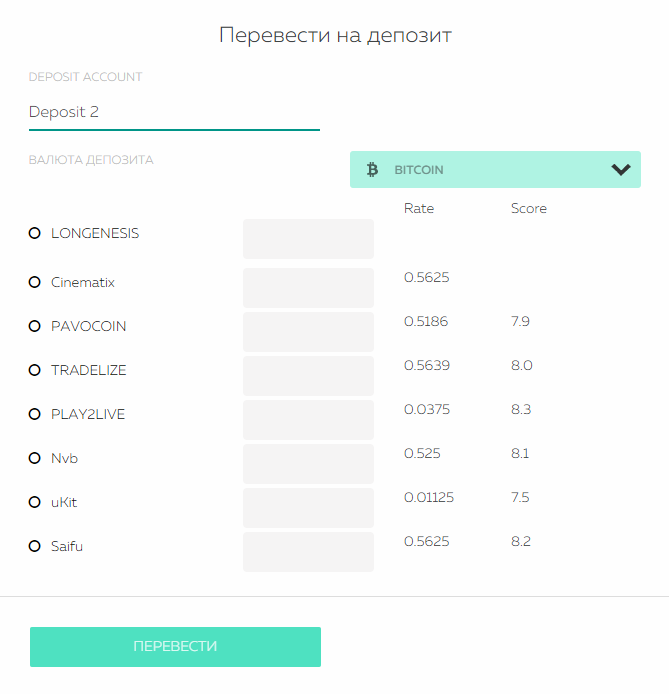 Перевести на депозит
DEPOSIT ACCOUNT
Deposit 2
ВАЛЮТА ДЕПОЗИТА
BITCOIN
Rate Score
LONGENESIS
Cinematix 0.5625
PAVOCOIN 0.5186 7.9
TRADELIZE 0.5639 8.0
PLAY2LIVE 0.0375 8.3
Nvb 0.525 8.1
uKit 0.01125 7.5
Saifu 0.5625 8.2
ПЕРЕВЕСТИ